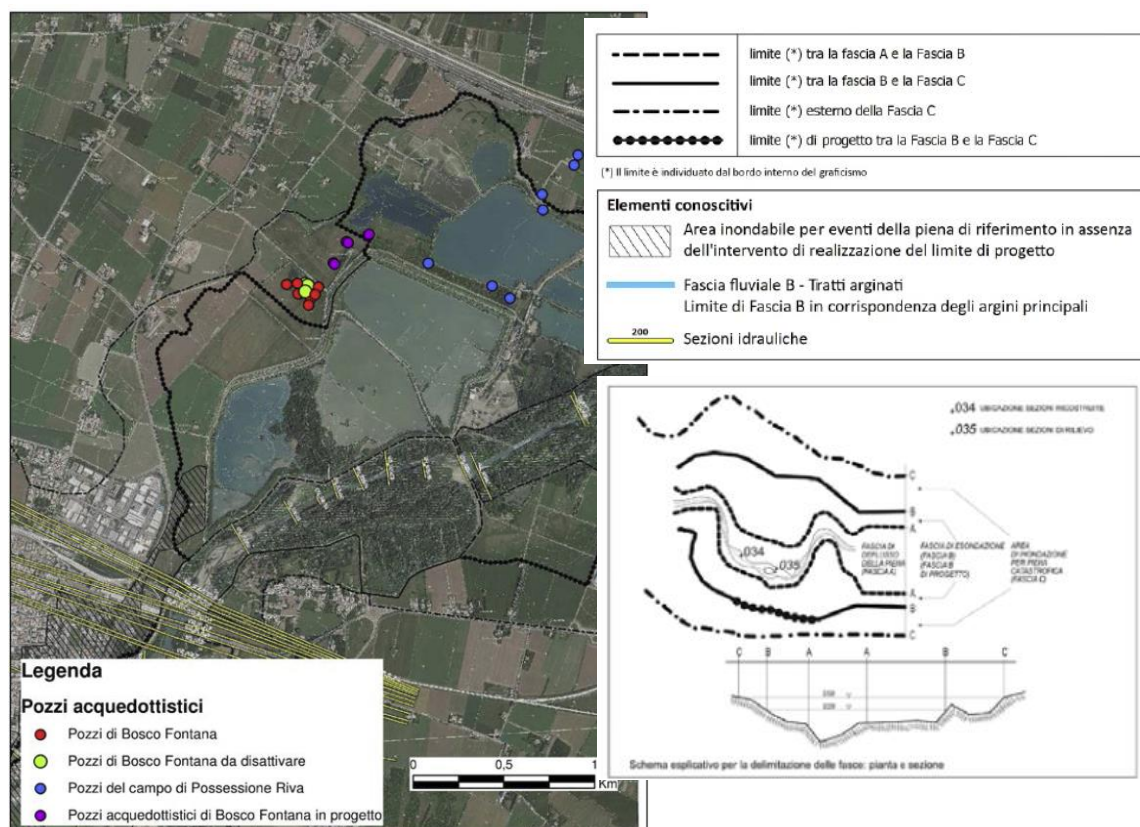 limite (*) tra la fascia A e la Fascia B
limite (*) tra la fascia B e la Fascia C
limite (*) esterno della Fascia C
limite (*) di progetto tra la Fascia B e la Fascia C
(*) Il limite è individuato dal bordo interno del graficismo
Elementi conoscitivi
Area inondabile per eventi della piena di riferimento in assenza
dell'intervento di realizzazione del limite di progetto
Fascia fluviale B - Tratti arginati
Limite di Fascia B in corrispondenza degli argini principali
200
Sezioni idrauliche
.034 UBICAZIONE SEZIONI RICOSTRUITE
.035 UBICAZIONE SEZIONI DI RILIEVO
C
B
A
.034
.035
FASCIA DI
DEFLUSSO
DELLA PIENA
(FASCIA A)
FASCIA DI ESONDAZIONE
(FASCIA B)
(FASCIA B
DI PROGETTO)
AREA
DI INONDAZIONE
PER PIENA
CATASTROFICA
(FASCIA C)
A
B
C
C B A A B C
Schema esplicativo per la delimitazione delle fasce: pianta e sezione
Legenda
Pozzi acquedottistici
Pozzi di Bosco Fontana
Pozzi di Bosco Fontana da disattivare
Pozzi del campo di Possessione Riva
Pozzi acquedottistici di Bosco Fontana in progetto
0 0,5 1
Km